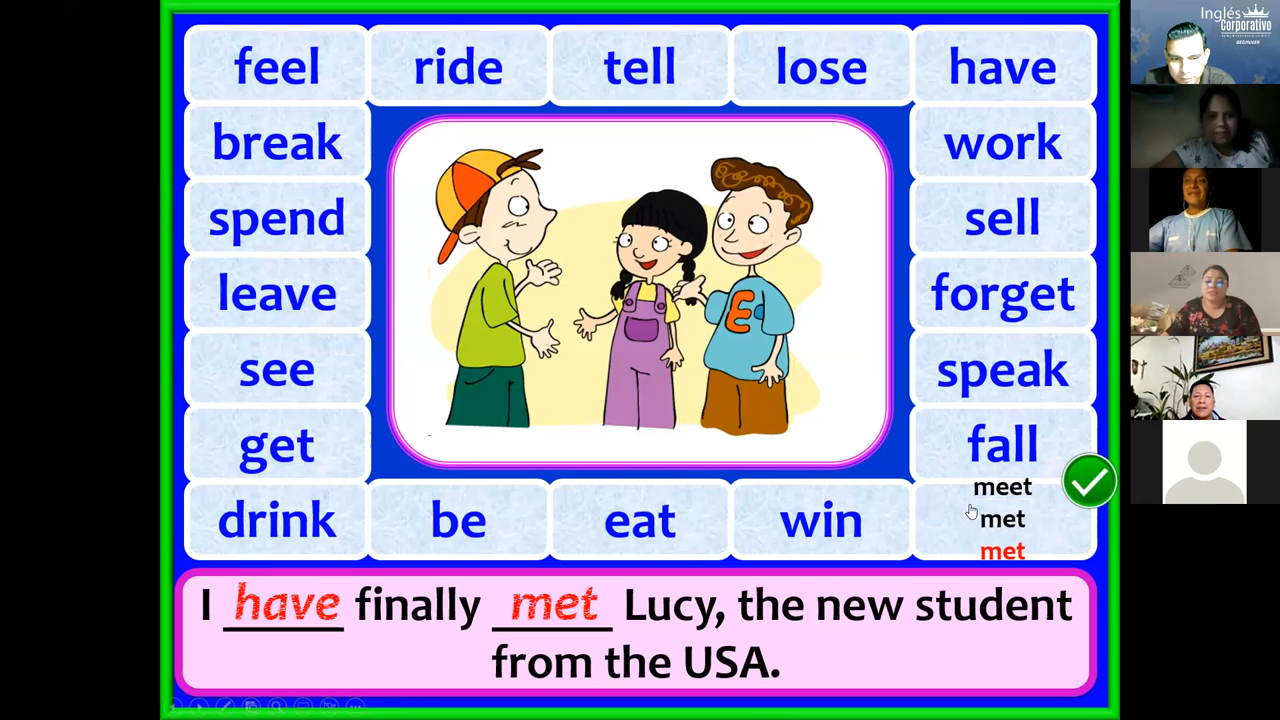 feel ride tell lose have
break work
spend sell
leave forget
see speak
get fall
meet
met
met
drink be eat win
I have finally met Lucy, the new student
from the USA.
E
Inglés
Corporativo
BEGINNER